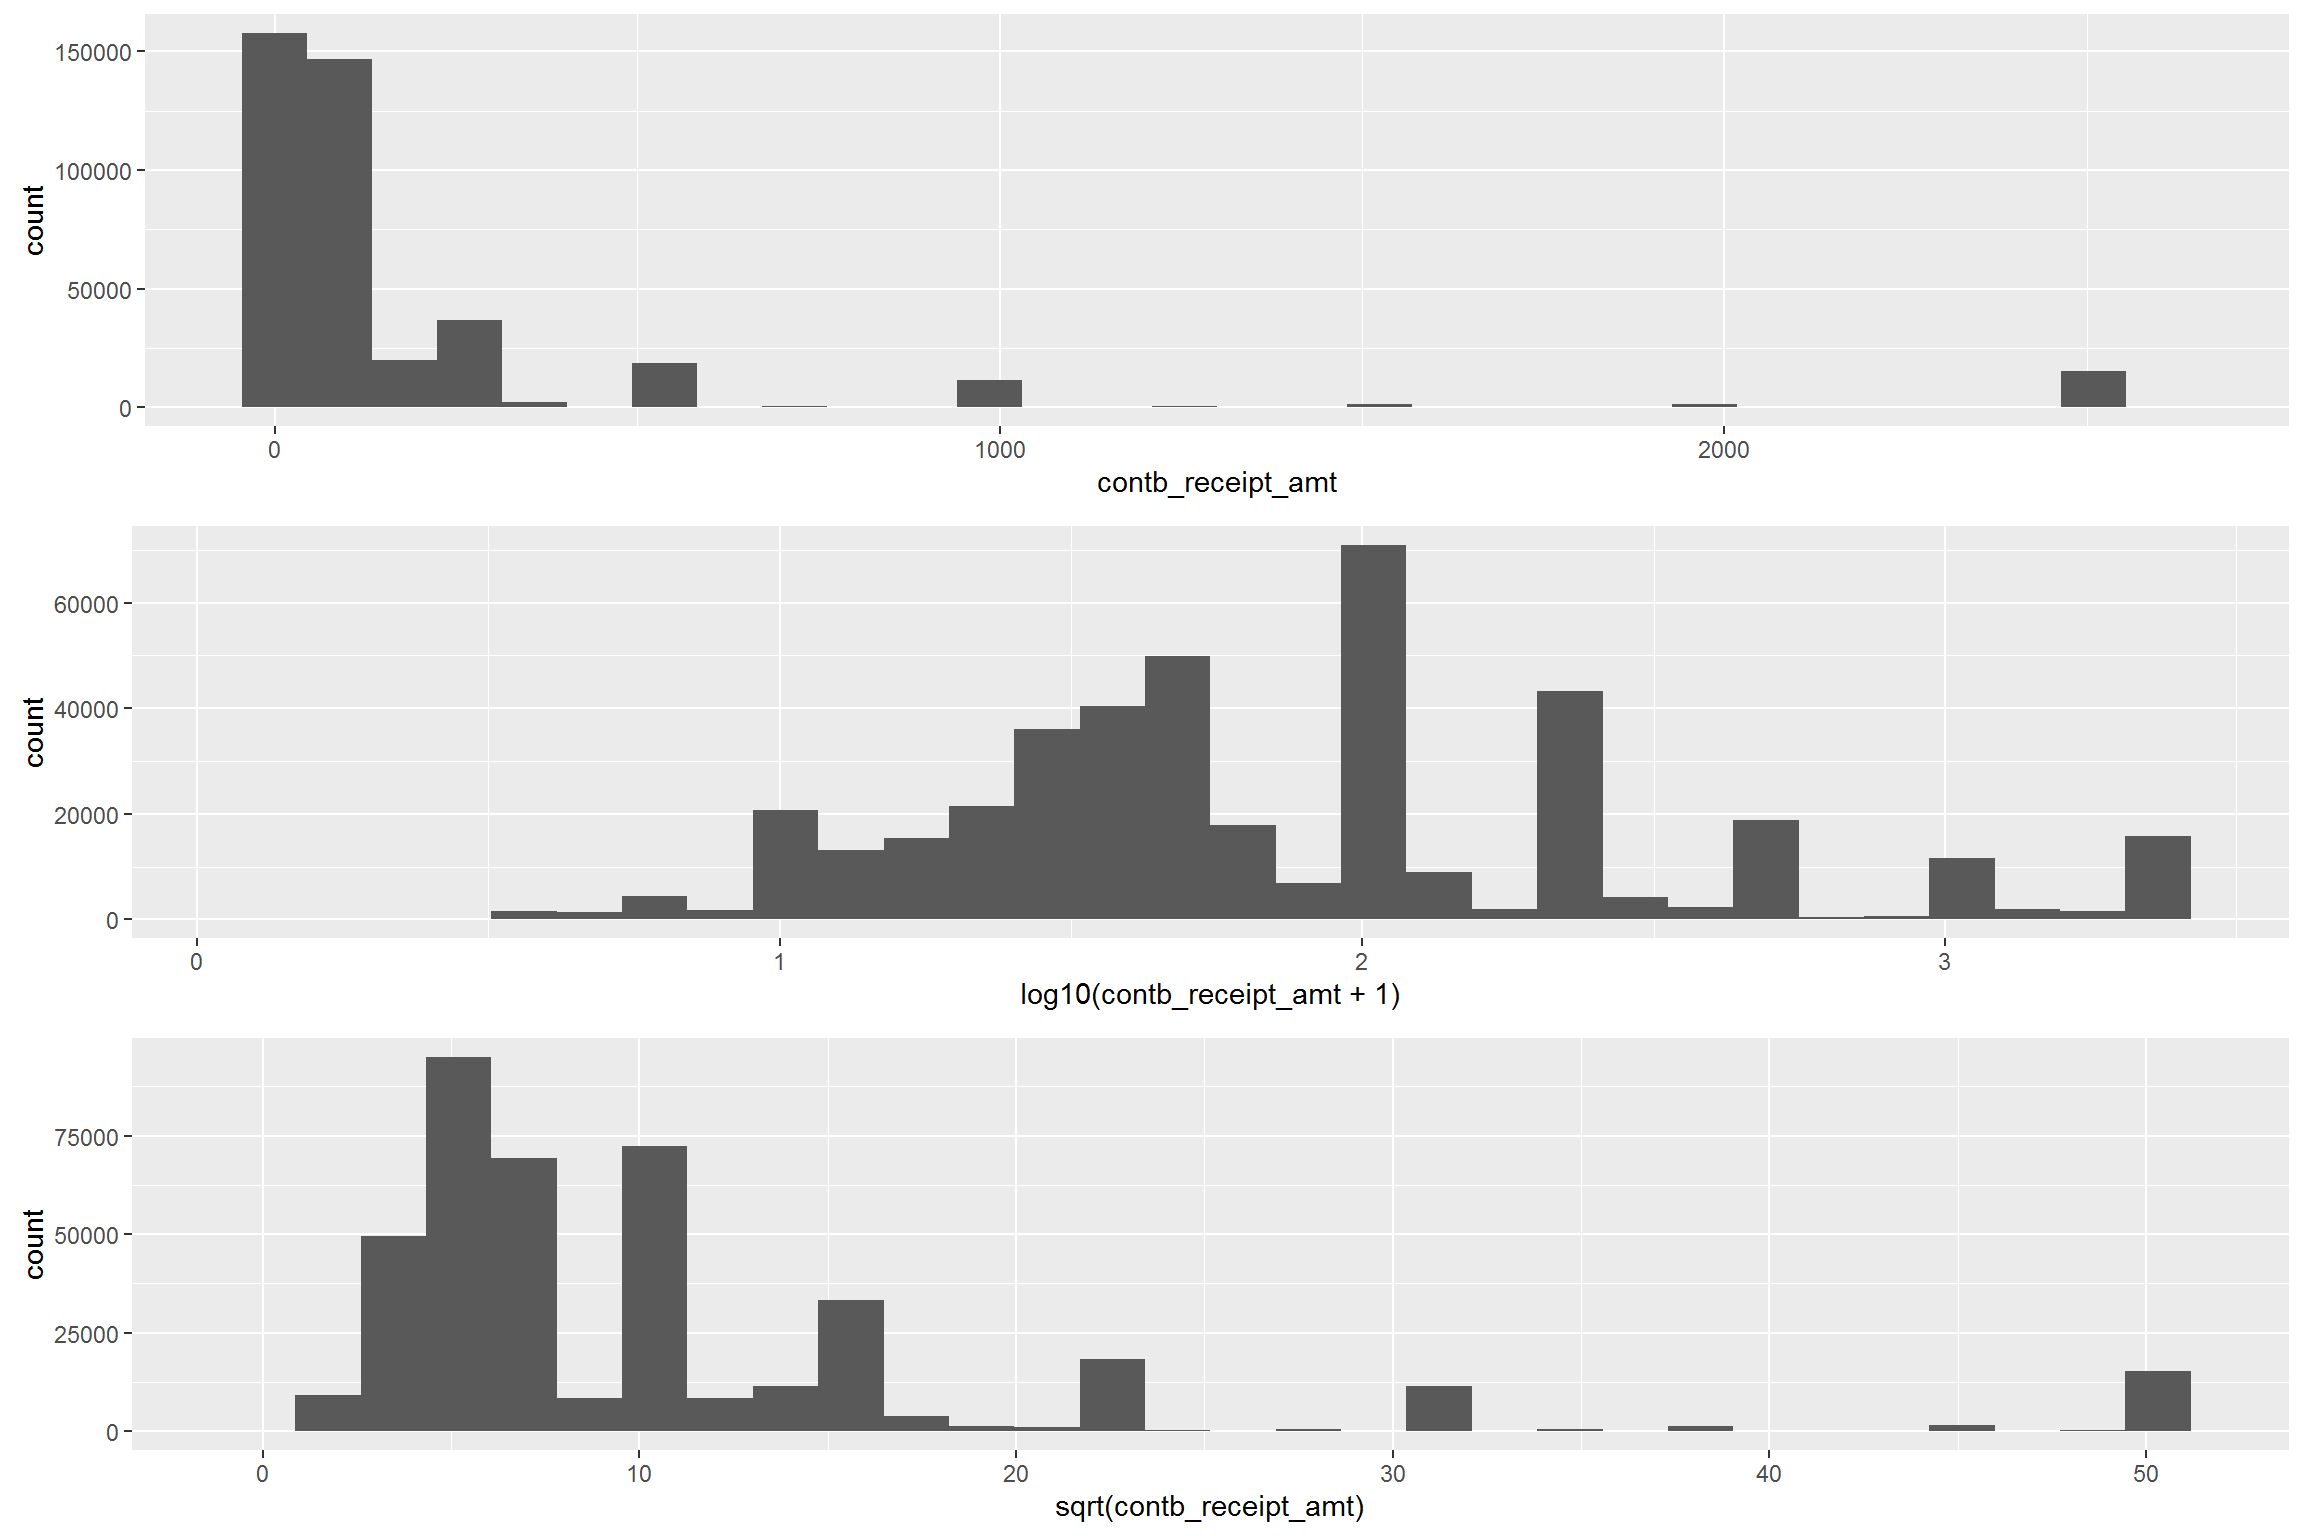 150000
100000
50000
0
count
0 1000 2000
contb_receipt_amt
60000
40000
20000
0
count
0 1 2 3
log10(contb_receipt_amt + 1)
75000
50000
25000
0
count
0 10 20 30 40 50
sqrt(contb_receipt_amt)